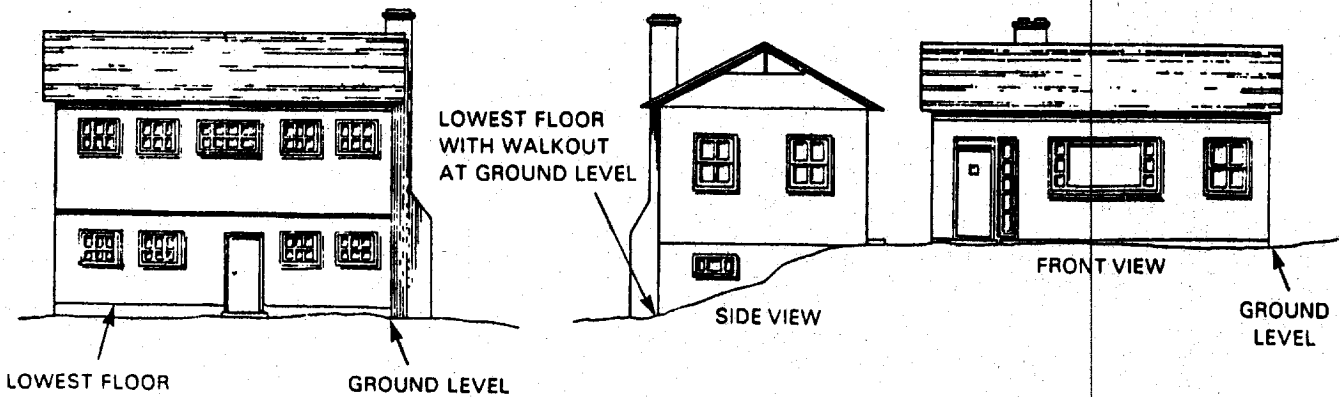 LOWEST FLOOR
WITH WALKOUT
AT GROUND LEVEL
FRONT VIEW
SIDE VIEW
GROUND
LEVEL
LOWEST FLOOR
GROUND LEVEL